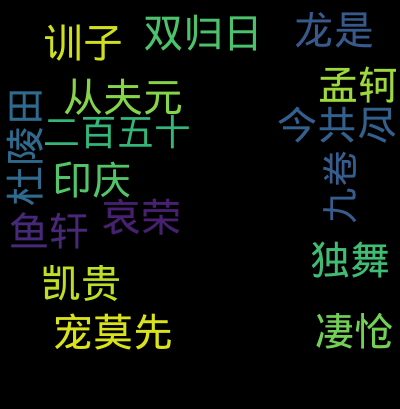 训子
双归日
龙是
从夫元
孟轲
杜陵田
二百五十
今共尽
印庆
九卷
鱼轩
哀荣
独舞
凯贵
宠莫先
凄怆